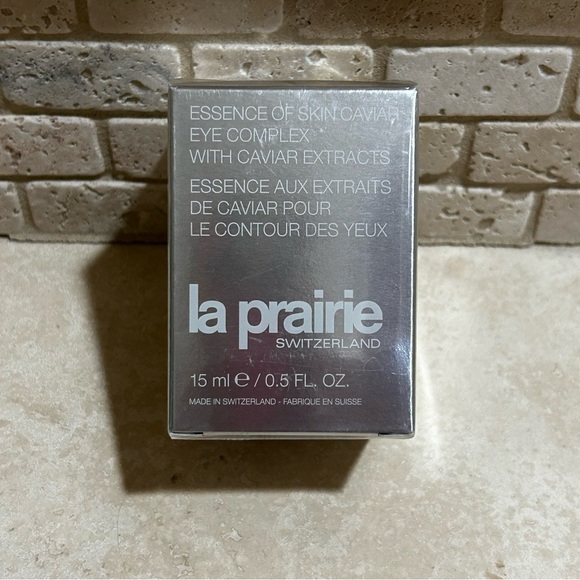 ESSENCE OF SKIN CAVIAR
EYE COMPLEX
WITH CAVIAR EXTRACTS
ESSENCE AUX EXTRAITS
DE CAVIAR POUR
LE CONTOUR DES YEUX
la prairie
SWITZERLAND
15 ml ℮ / 0.5 FL. OZ.
MADE IN SWITZERLAND - FABRIQUE EN SUISSE